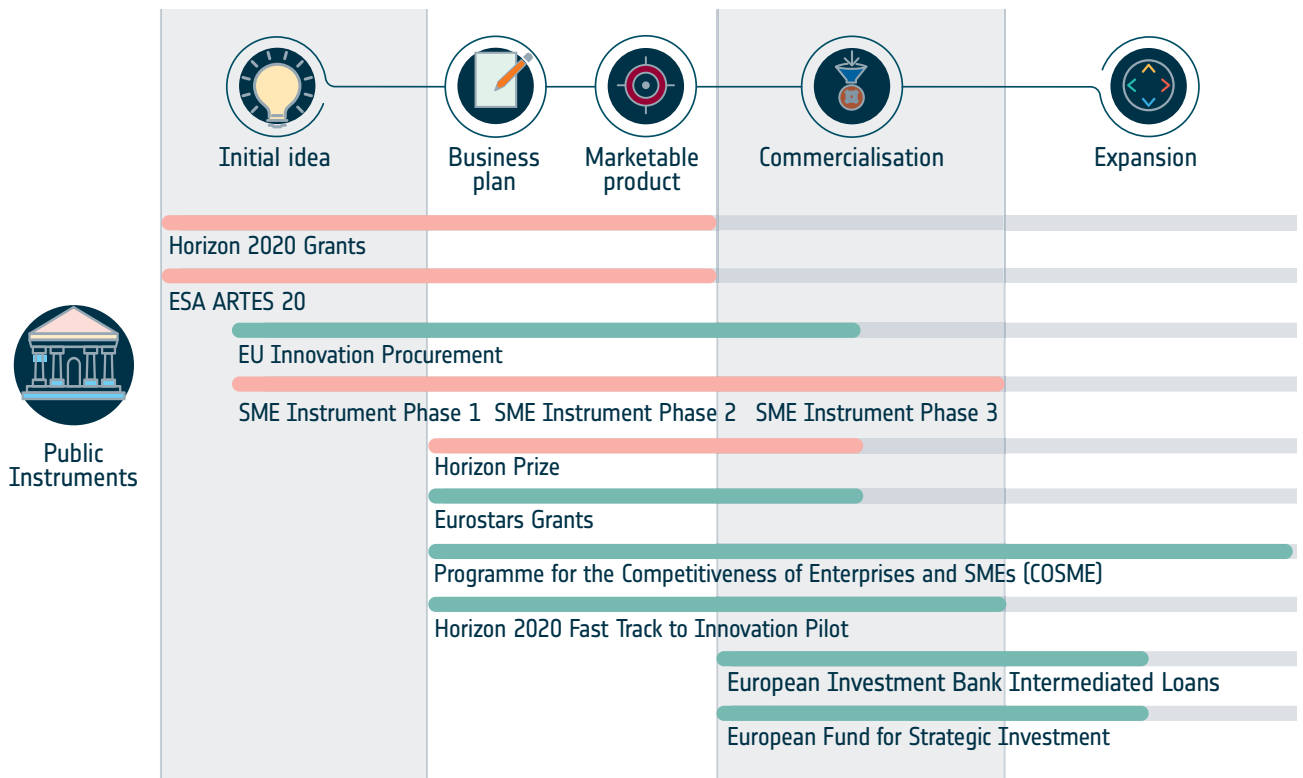 Initial idea
Business
plan
Marketable
product
Commercialisation
Expansion
Horizon 2020 Grants
ESA ARTES 20
EU Innovation Procurement
SME Instrument Phase 1 SME Instrument Phase 2 SME Instrument Phase 3
Public
Instruments
Horizon Prize
Eurostars Grants
Programme for the Competitiveness of Enterprises and SMEs (COSME)
Horizon 2020 Fast Track to Innovation Pilot
European Investment Bank Intermediated Loans
European Fund for Strategic Investment